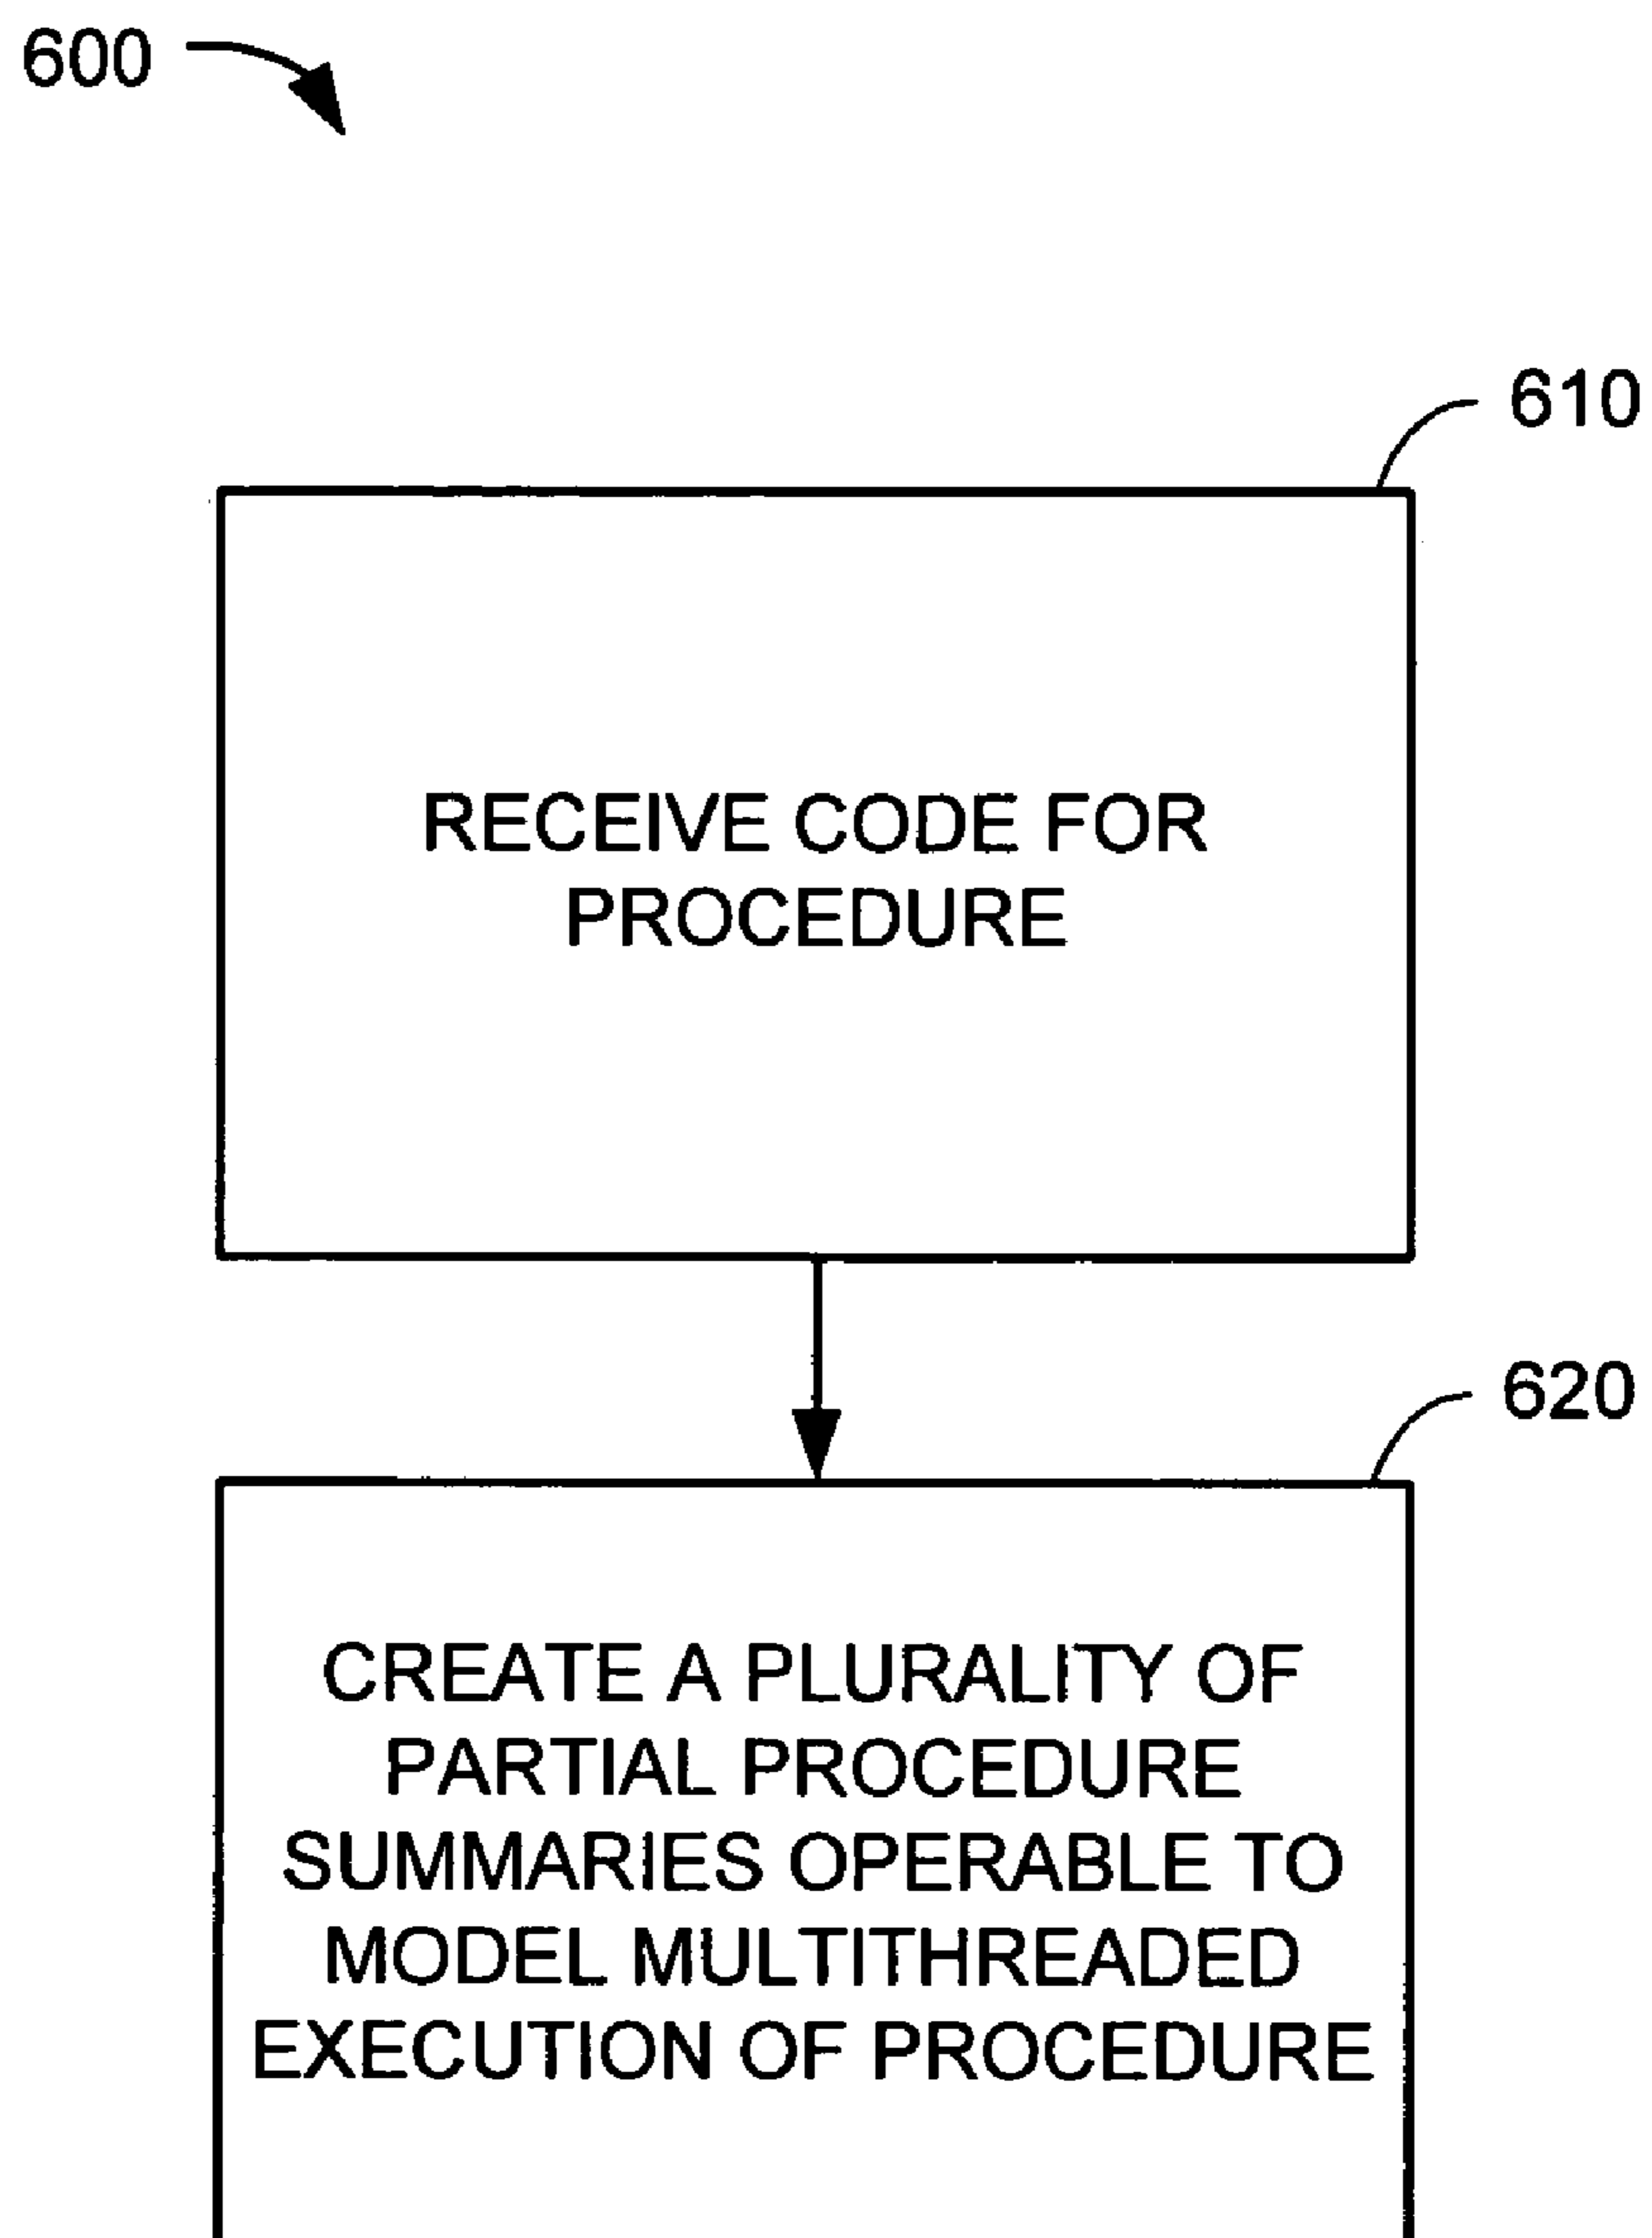 600
610
RECEIVE CODE FOR
PROCEDURE
620
CREATE A PLURALITY OF
PARTIAL PROCEDURE
SUMMARIES OPERABLE TO
MODEL MULTITHREADED
EXECUTION OF PROCEDURE